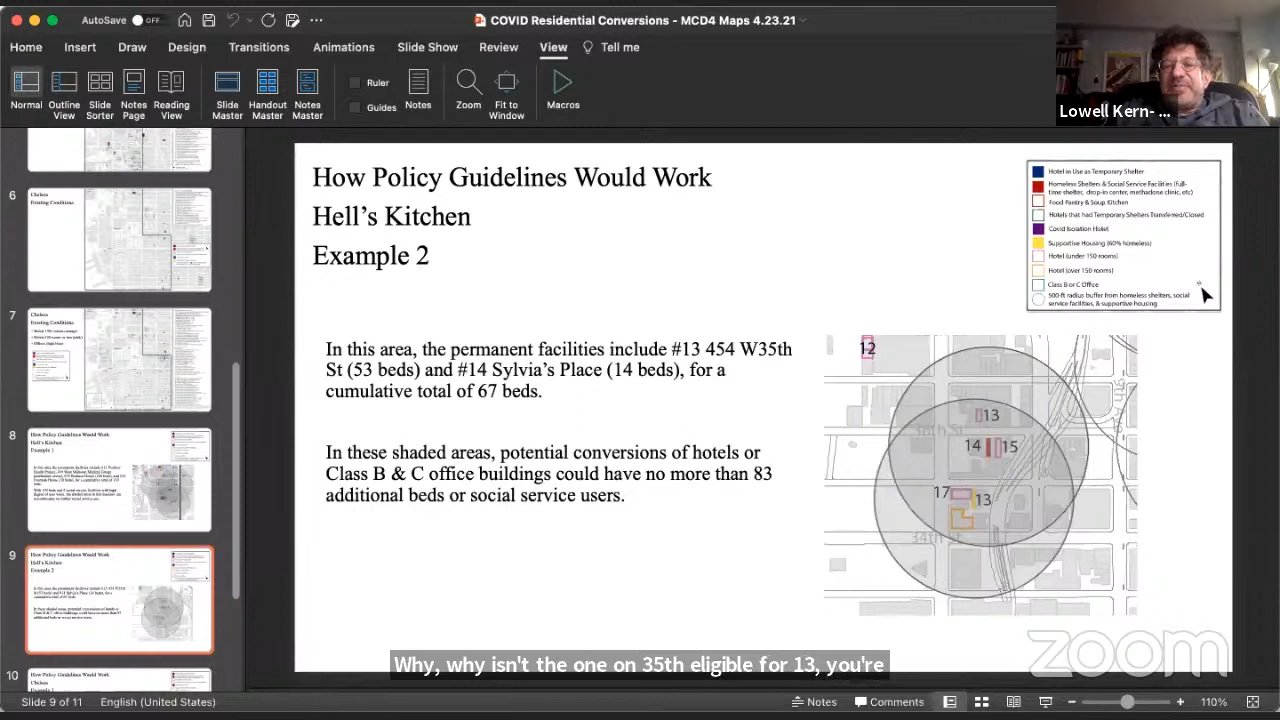 AutoSave OFF
COVID Residential Conversions - MCD4 Maps 4.23.21
Home Insert Draw Design Transitions Animations Slide Show Review View Tell me
Normal
Outline View
Slide Sorter
Notes Page
Reading View
Slide Master
Handout Master
Notes Master
Ruler
Guides
Notes
Zoom
Fit to Window
Macros
Lowell Kern- ...
6
Chelsea
Existing Conditions
7
Chelsea
Existing Conditions
8
How Policy Guidelines Would Work
Hell's Kitchen
Example 1
9
How Policy Guidelines Would Work
Hell's Kitchen
Example 2
10
How Policy Guidelines Would Work
How Policy Guidelines Would Work
Hell's Kitchen
Example 2
Hotel in Use as Temporary Shelter
Homeless Shelters & Social Service Facilities (full-
time shelter, drop-in center, methadone clinic, etc)
Food Pantry & Soup Kitchen
Hotels that had Temporary Shelters Transferred/Closed
Covid Isolation Hotel
Supportive Housing (60% homeless)
Hotel (under 150 rooms)
Hotel (over 150 rooms)
Class B or C Office
500-ft radius buffer from homeless shelters, social
service facilities, & supportive housing
In this area, the permanent facilities include #13 454 W35th
St (53 beds) and #14 Sylvia's Place (14 beds), for a
cumulative total of 67 beds.
In these shaded areas, potential conversions of hotels or
Class B & C office buildings could have no more than 83
additional beds or social service users.
13
14
15
17
13
34th St
zoom
Why, why isn't the one on 35th eligible for 13, you're
Slide 9 of 11
English (United States)
Notes
Comments
110%